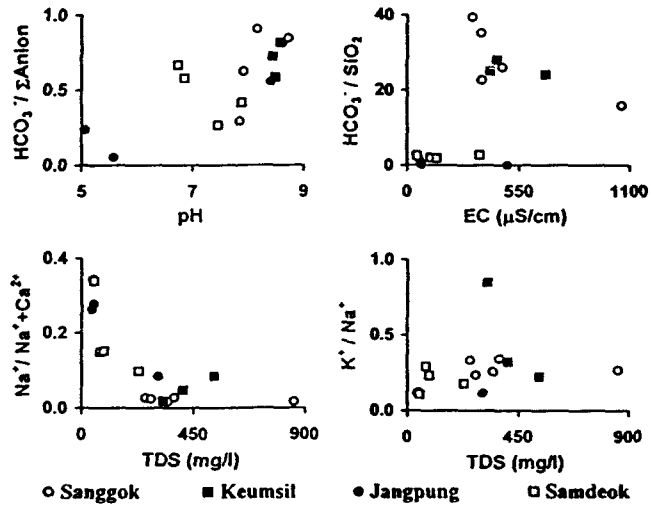 1.0
0.5
0.0
HCO₃⁻/ ΣAnion
5 7 9
pH
40
20
0
HCO₃⁻/ SiO₂
0 550 1100
EC (μS/cm)
0.4
0.2
0.0
Na⁺/ Na⁺+Ca²⁺
0 450 900
TDS (mg/l)
1.0
0.5
0.0
K⁺ / Na⁺
0 450 900
TDS (mg/l)
Sanggok Keumsil Jangpung Samdeok